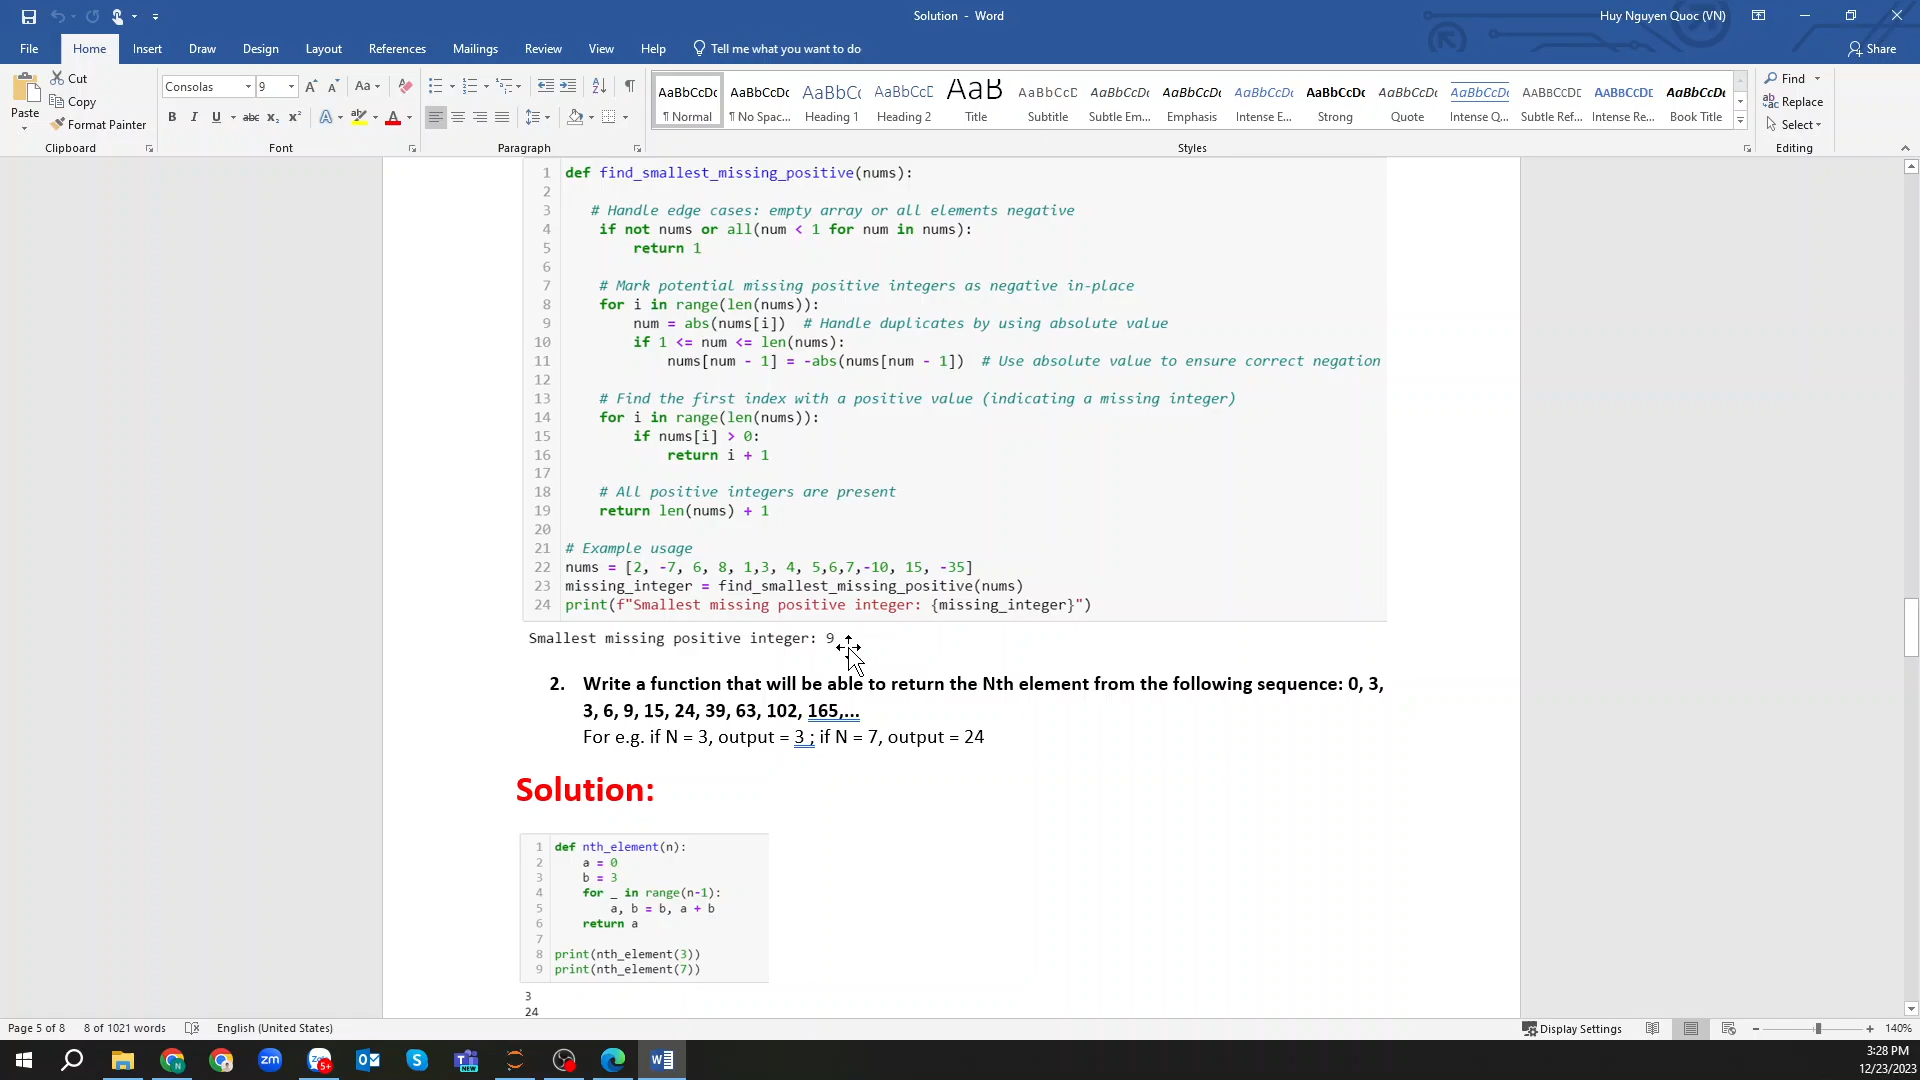 Solution - Word
Huy Nguyen Quoc (VN)
File Home Insert Draw Design Layout References Mailings Review View Help Tell me what you want to do
Share
Paste
Cut
Copy
Format Painter
Clipboard
Consolas 9
Font
Paragraph
AaBbCcDc AaBbCcDc AaBbCc AaBbCcE AaB AaBbCcD AaBbCcDc AaBbCcDc AaBbCcDc AaBbCcDc AaBbCcDc AaBbCcDc AABBCCDE AABBCCDE AaBbCcDc
¶ Normal ¶ No Spac... Heading 1 Heading 2 Title Subtitle Subtle Em... Emphasis Intense E... Strong Quote Intense Q... Subtle Ref... Intense Re... Book Title
Styles
Find
Replace
Select
Editing
1 def find_smallest_missing_positive(nums):
2
3 # Handle edge cases: empty array or all elements negative
4 if not nums or all(num < 1 for num in nums):
5 return 1
6
7 # Mark potential missing positive integers as negative in-place
8 for i in range(len(nums)):
9 num = abs(nums[i]) # Handle duplicates by using absolute value
10 if 1 <= num <= len(nums):
11 nums[num - 1] = -abs(nums[num - 1]) # Use absolute value to ensure correct negation
12
13 # Find the first index with a positive value (indicating a missing integer)
14 for i in range(len(nums)):
15 if nums[i] > 0:
16 return i + 1
17
18 # All positive integers are present
19 return len(nums) + 1
20
21 # Example usage
22 nums = [2, -7, 6, 8, 1,3, 4, 5,6,7,-10, 15, -35]
23 missing_integer = find_smallest_missing_positive(nums)
24 print(f"Smallest missing positive integer: {missing_integer}")
Smallest missing positive integer: 9
2. Write a function that will be able to return the Nth element from the following sequence: 0, 3,
3, 6, 9, 15, 24, 39, 63, 102, 165,...
For e.g. if N = 3, output = 3 ; if N = 7, output = 24
Solution:
1 def nth_element(n):
2 a = 0
3 b = 3
4 for _ in range(n-1):
5 a, b = b, a + b
6 return a
7
8 print(nth_element(3))
9 print(nth_element(7))
3
24
Page 5 of 8 8 of 1021 words English (United States)
Display Settings
140%
3:28 PM
12/23/2023